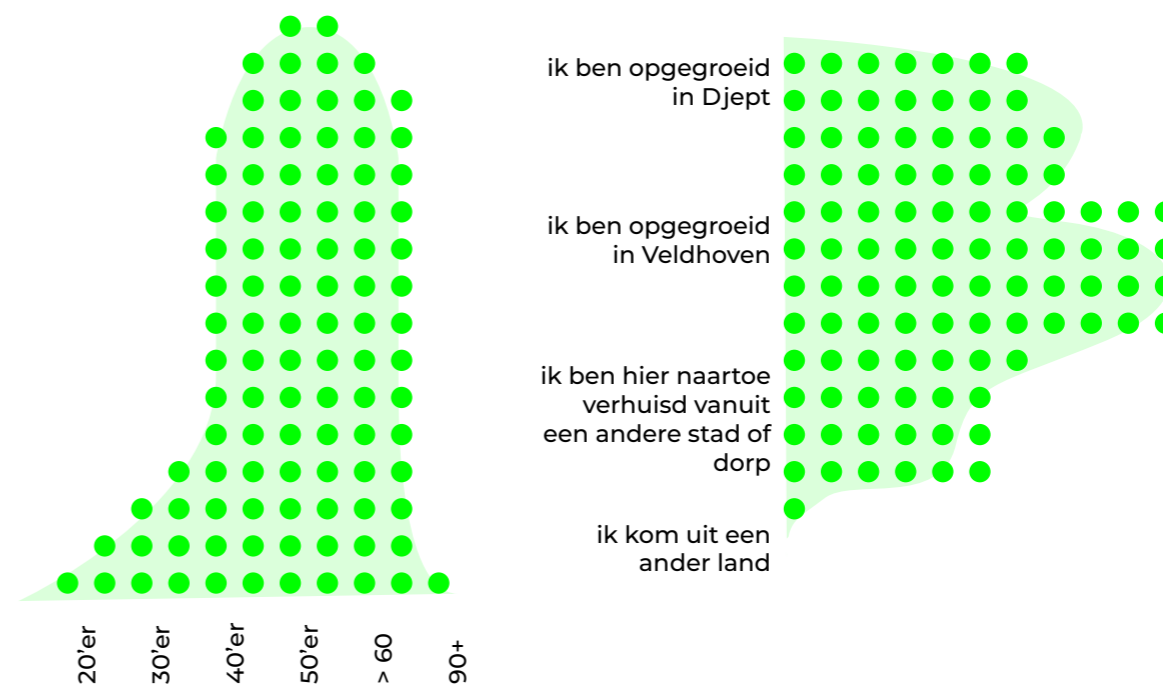 ik ben opgegroeid
in Djept
ik ben opgegroeid
in Veldhoven
ik ben hier naartoe
verhuisd vanuit
een andere stad of
dorp
ik kom uit een
ander land
20'er
30'er
40'er
50'er
> 60
90+